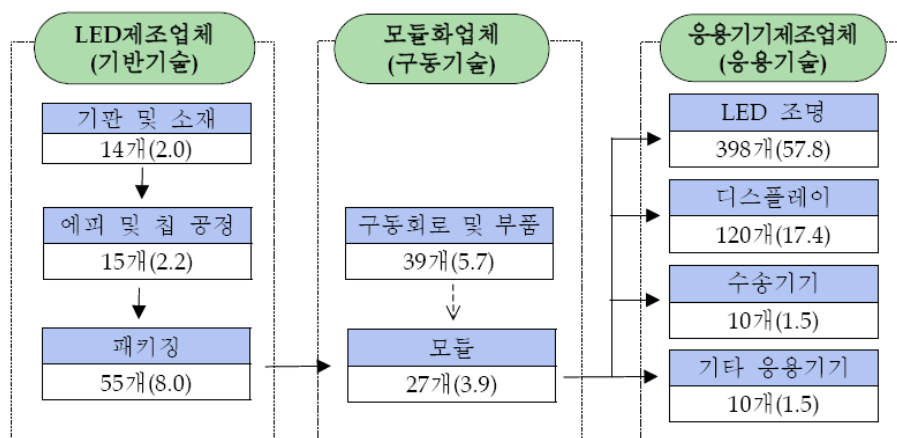 LED제조업체
(기반기술)
기판 및 소재
14개(2.0)
에피 및 칩 공정
15개(2.2)
패키징
55개(8.0)
모듈화업체
(구동기술)
구동회로 및 부품
39개(5.7)
모듈
27개(3.9)
응용기기제조업체
(응용기술)
LED 조명
398개(57.8)
디스플레이
120개(17.4)
수송기기
10개(1.5)
기타 응용기기
10개(1.5)